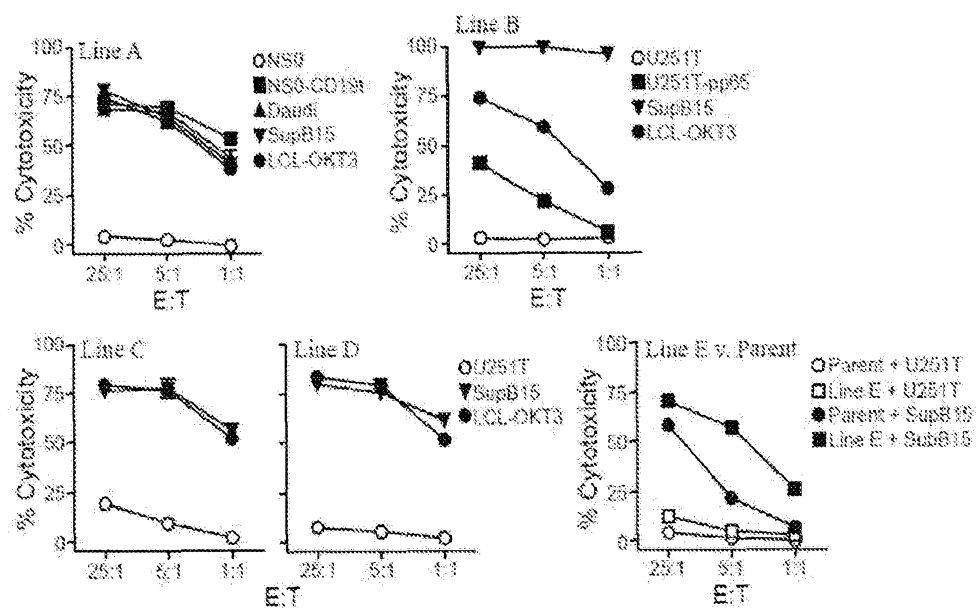 Line A
% Cytotoxicity
100
75
50
25
0
25:1
5:1
1:1
E:T
NS0
NS0-CD19t
Daudi
SupB15
LCL-OKT3
Line B
% Cytotoxicity
100
75
50
25
0
25:1
5:1
1:1
E:T
U251T
U251T-pp65
SupB15
LCL-OKT3
Line C
% Cytotoxicity
100
75
50
25
0
25:1
5:1
1:1
Line D
25:1
5:1
1:1
E:T
U251T
SupB15
LCL-OKT3
Line E v. Parent
% Cytotoxicity
100
75
50
25
0
25:1
5:1
1:1
E:T
Parent + U251T
Line E + U251T
Parent + SupB15
Line E + SubB15